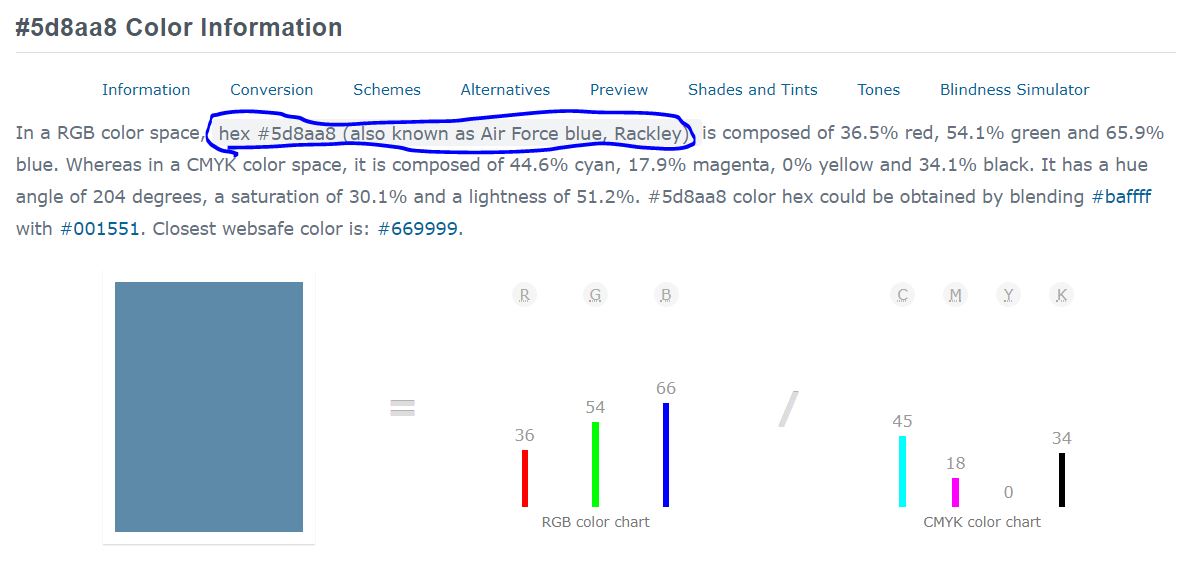 #5d8aa8 Color Information
Information Conversion Schemes Alternatives Preview Shades and Tints Tones Blindness Simulator
In a RGB color space, hex #5d8aa8 (also known as Air Force blue, Rackley) is composed of 36.5% red, 54.1% green and 65.9%
blue. Whereas in a CMYK color space, it is composed of 44.6% cyan, 17.9% magenta, 0% yellow and 34.1% black. It has a hue
angle of 204 degrees, a saturation of 30.1% and a lightness of 51.2%. #5d8aa8 color hex could be obtained by blending #baffff
with #001551. Closest websafe color is: #669999.
R G B
C M Y K
=
/
36 54 66
45 18 0 34
RGB color chart
CMYK color chart